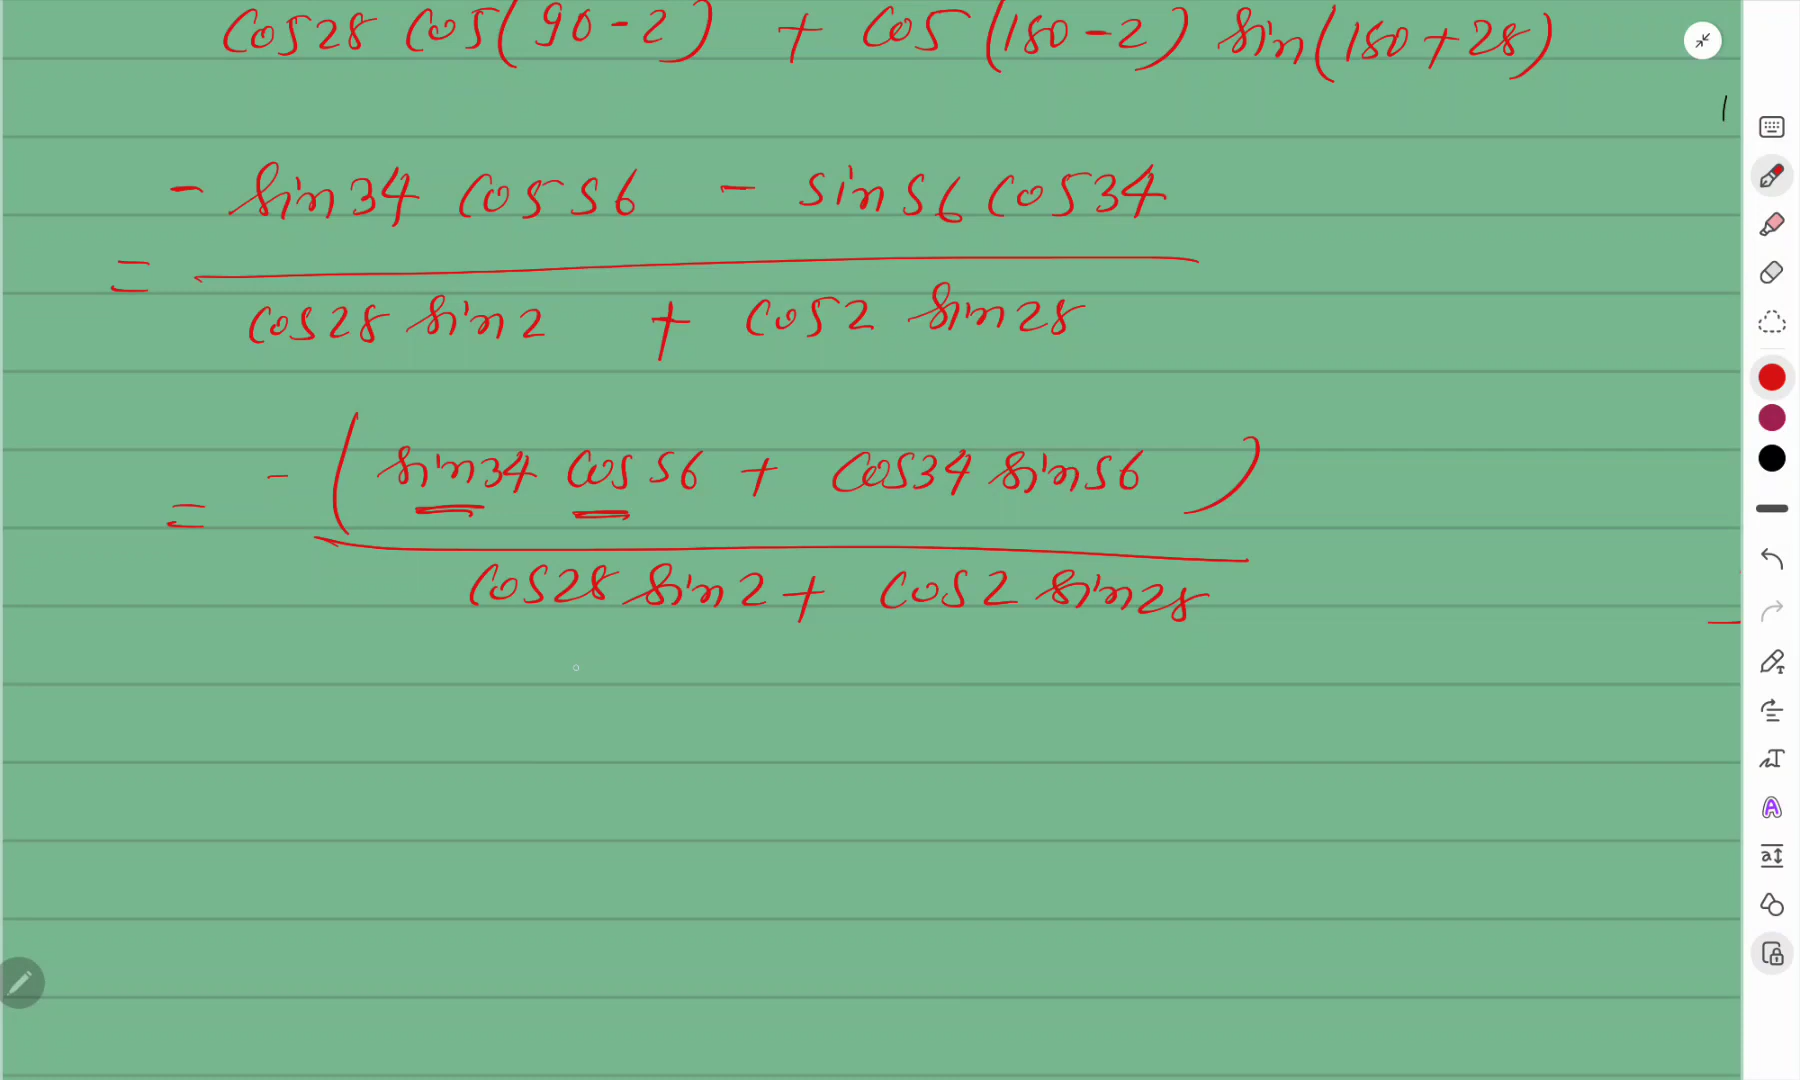 cos28 cos(90-2) + cos(180-2) sin(180+28)
- sin34 cos56 - sin56 cos34
=
cos28 sin2 + cos2 sin28
-( sin34 cos56 + cos34 sin56 )
=
cos28 sin2 + cos2 sin28